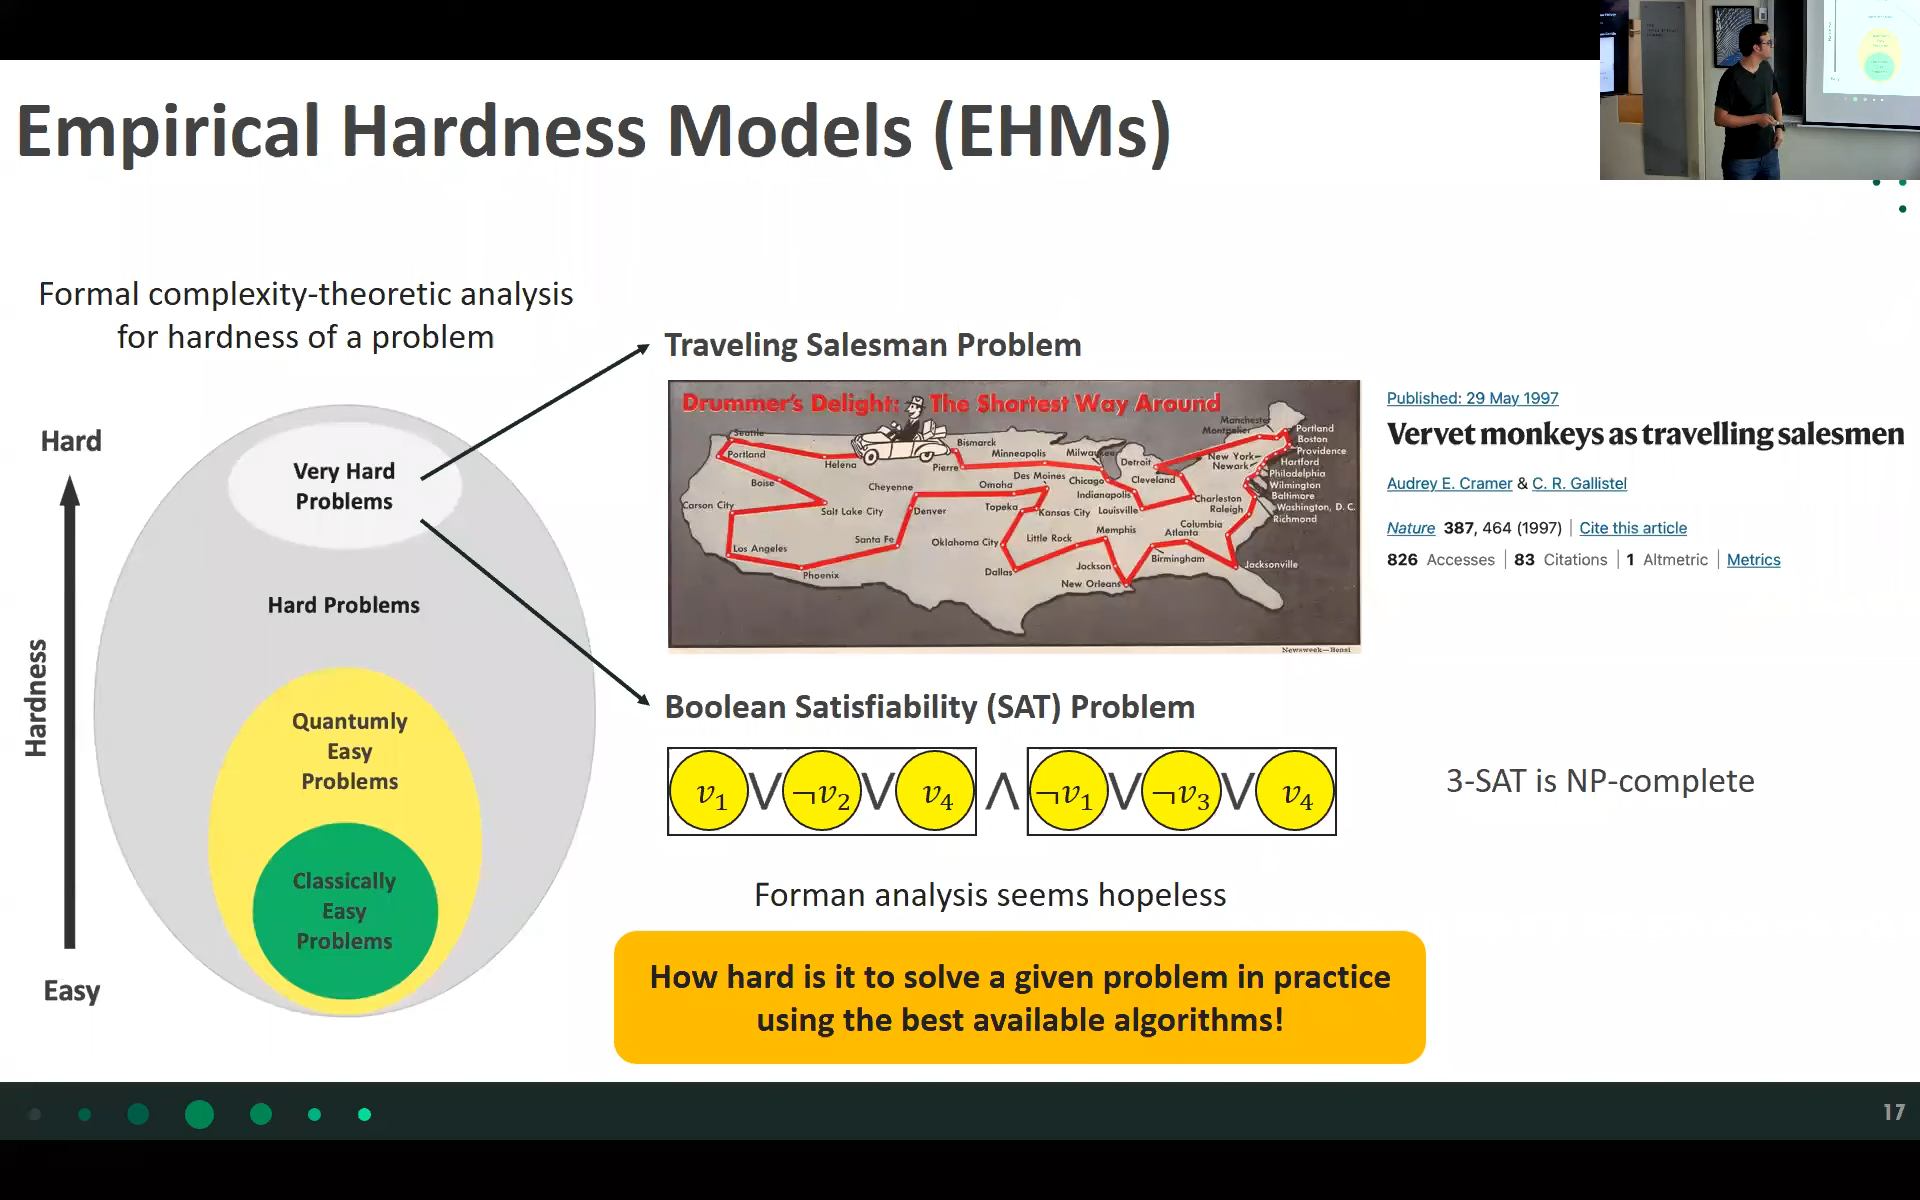 Empirical Hardness Models (EHMs)
Formal complexity-theoretic analysis
for hardness of a problem
Hard
Hardness
Easy
Very Hard
Problems
Hard Problems
Quantumly
Easy
Problems
Classically
Easy
Problems
Traveling Salesman Problem
Drummer's Delight: The Shortest Way Around
Seattle
Portland
Boise
Helena
Carson City
Salt Lake City
Los Angeles
Phoenix
Santa Fe
Denver
Cheyenne
Bismarck
Pierre
Minneapolis
Milwaukee
Des Moines
Chicago
Omaha
Indianapolis
Topeka
Kansas City
Louisville
Oklahoma City
Little Rock
Memphis
Dallas
Jackson
New Orleans
Detroit
Cleveland
Charleston
Raleigh
Columbia
Atlanta
Birmingham
Jacksonville
Manchester
Montpelier
New York
Newark
Portland
Boston
Providence
Hartford
Philadelphia
Wilmington
Baltimore
Washington, D. C.
Richmond
Newsweek—Bensi
Published: 29 May 1997
Vervet monkeys as travelling salesmen
Audrey E. Cramer & C. R. Gallistel
Nature 387, 464 (1997) | Cite this article
826 Accesses | 83 Citations | 1 Altmetric | Metrics
Boolean Satisfiability (SAT) Problem
v₁ ∨ ¬v₂ ∨ v₄ ∧ ¬v₁ ∨ ¬v₃ ∨ v₄
3-SAT is NP-complete
Forman analysis seems hopeless
How hard is it to solve a given problem in practice
using the best available algorithms!
17